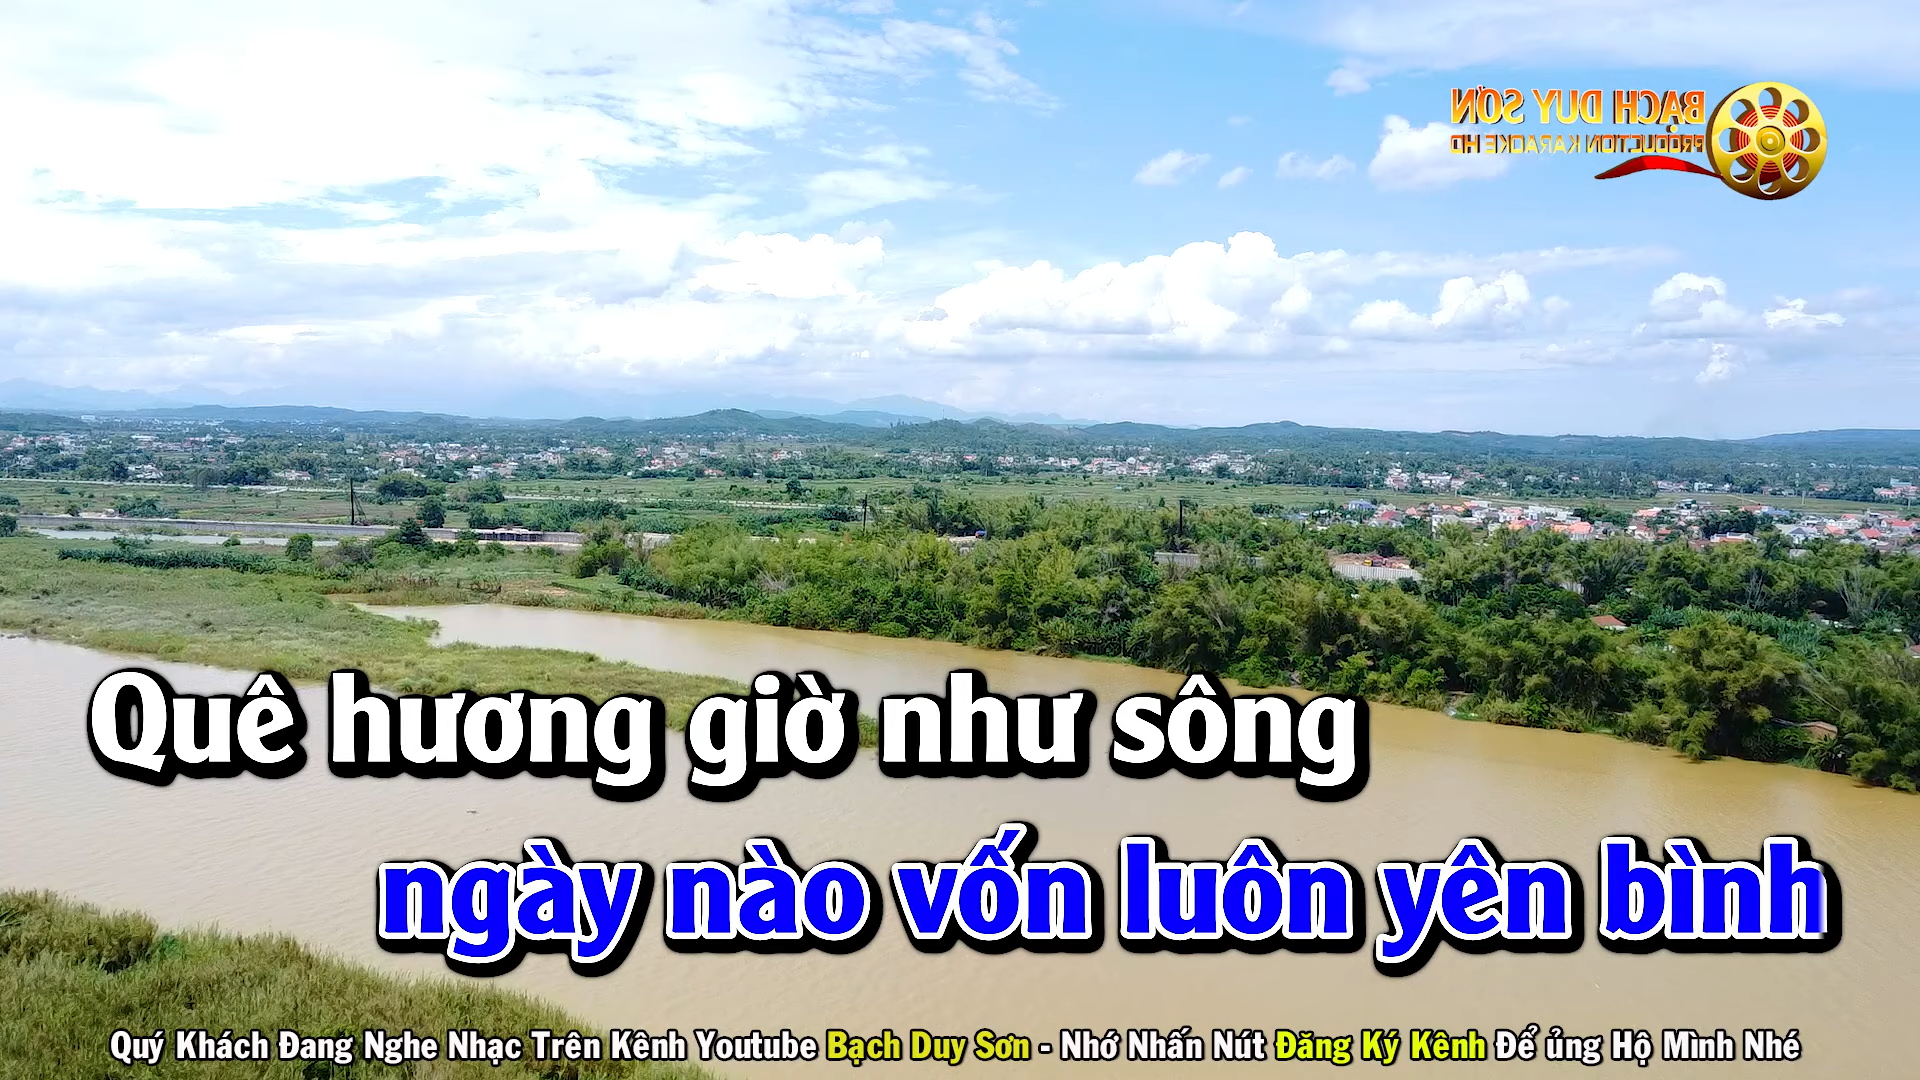 BẠCH DUY SƠN
PRODUCTION KARAOKE HD
Quê hương giờ như sông
ngày nào vốn luôn yên bình
Quý Khách Đang Nghe Nhạc Trên Kênh Youtube Bạch Duy Sơn - Nhớ Nhấn Nút Đăng Ký Kênh Để ủng Hộ Mình Nhé